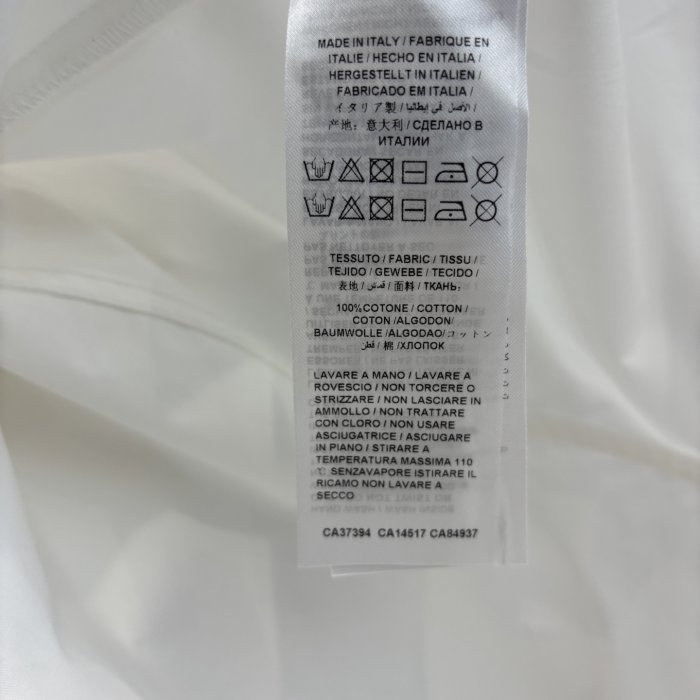 MADE IN ITALY / FABRIQUE EN
ITALIE / HECHO EN ITALIA /
HERGESTELLT IN ITALIEN /
FABRICADO EM ITALIA /
イタリア製 / الأصل في إيطاليا /
产地：意大利 / СДЕЛАНО В
ИТАЛИИ
TESSUTO / FABRIC / TISSU /
TEJIDO / GEWEBE / TECIDO /
表地 / قمش / 面料 / ТКАНЬ:
100%COTONE / COTTON /
COTON /ALGODON/
BAUMWOLLE /ALGODAO/コットン
قطن / 棉 /ХЛОПОК
LAVARE A MANO / LAVARE A
ROVESCIO / NON TORCERE O
STRIZZARE / NON LASCIARE IN
AMMOLLO / NON TRATTARE
CON CLORO / NON USARE
ASCIUGATRICE / ASCIUGARE
IN PIANO / STIRARE A
TEMPERATURA MASSIMA 110
℃ SENZAVAPORE ISTIRARE IL
RICAMO NON LAVARE A
SECCO
CA37394 CA14517 CA84937